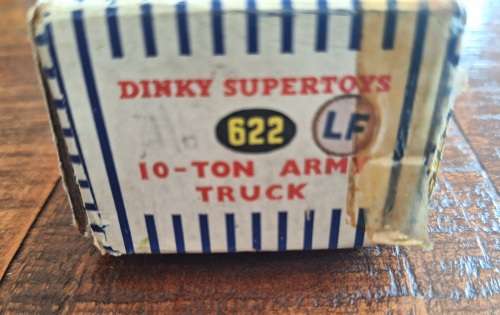 DINKY SUPERTOYS
622 LF
10-TON ARMY
TRUCK